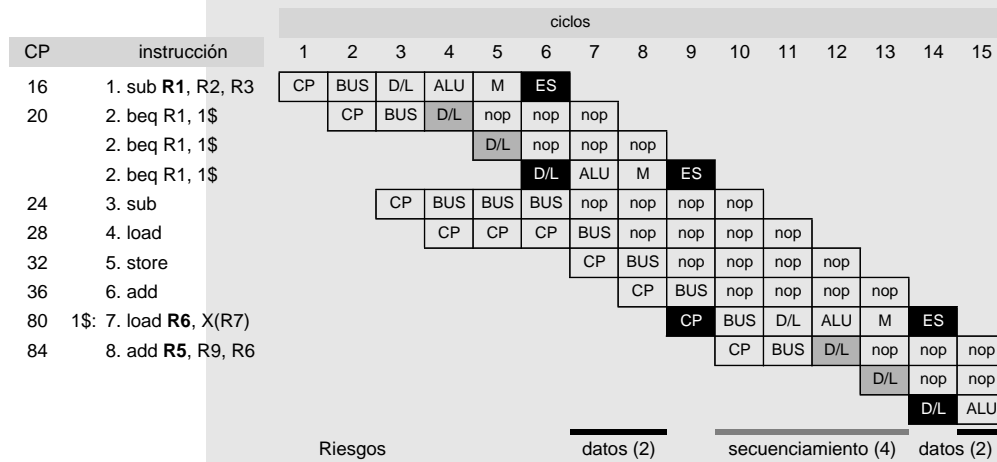 ciclos
CP instrucción 1 2 3 4 5 6 7 8 9 10 11 12 13 14 15
16 1. sub R1, R2, R3 CP BUS D/L ALU M ES
20 2. beq R1, 1$ CP BUS D/L nop nop nop
2. beq R1, 1$ D/L nop nop nop
2. beq R1, 1$ D/L ALU M ES
24 3. sub CP BUS BUS BUS nop nop nop nop
28 4. load CP CP CP BUS nop nop nop nop
32 5. store CP BUS nop nop nop nop
36 6. add CP BUS nop nop nop nop
80 1$: 7. load R6, X(R7) CP BUS D/L ALU M ES
84 8. add R5, R9, R6 CP BUS D/L nop nop nop
D/L nop nop
D/L ALU
Riesgos datos (2) secuenciamiento (4) datos (2)